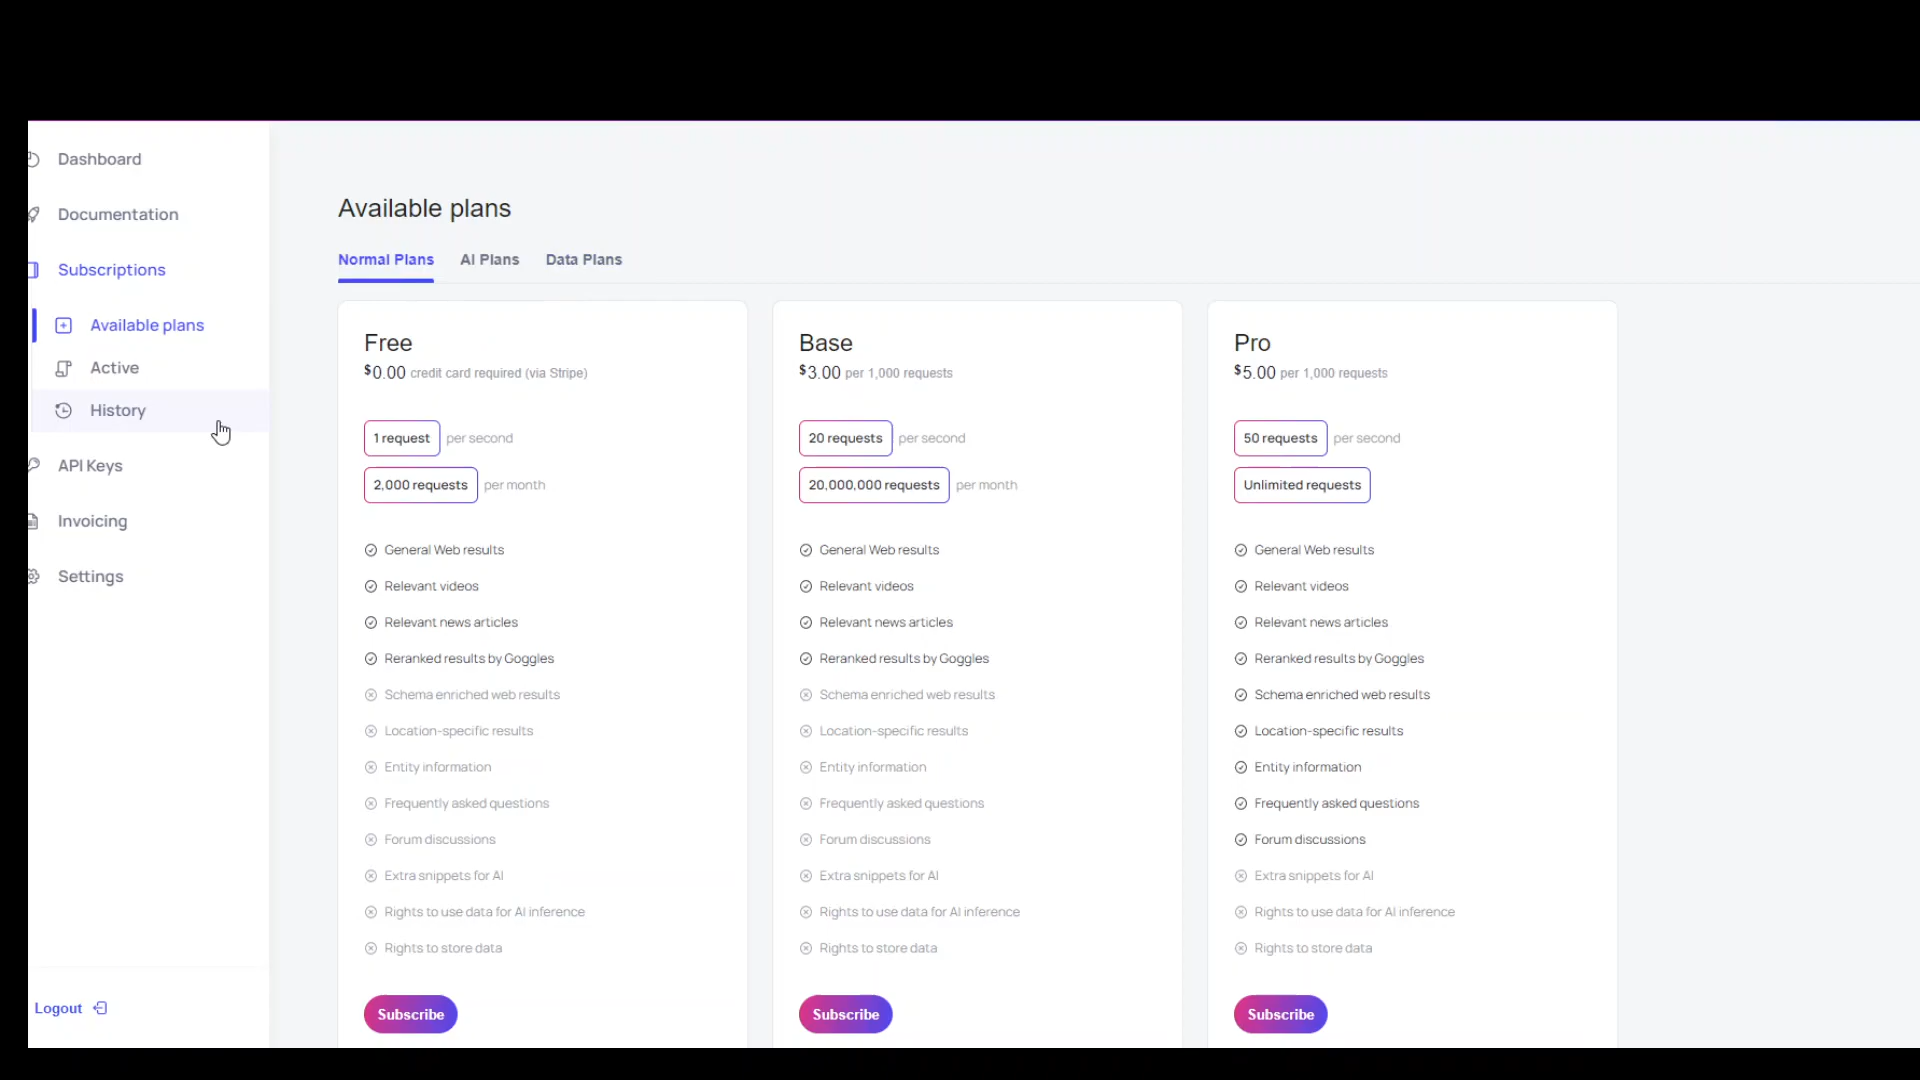 Dashboard
Documentation
Subscriptions
Available plans
Active
History
API Keys
Invoicing
Settings
Logout
Available plans
Normal Plans AI Plans Data Plans
Free
$0.00 credit card required (via Stripe)
1 request per second
2,000 requests per month
General Web results
Relevant videos
Relevant news articles
Reranked results by Goggles
Schema enriched web results
Location-specific results
Entity information
Frequently asked questions
Forum discussions
Extra snippets for AI
Rights to use data for AI inference
Rights to store data
Subscribe
Base
$3.00 per 1,000 requests
20 requests per second
20,000,000 requests per month
General Web results
Relevant videos
Relevant news articles
Reranked results by Goggles
Schema enriched web results
Location-specific results
Entity information
Frequently asked questions
Forum discussions
Extra snippets for AI
Rights to use data for AI inference
Rights to store data
Subscribe
Pro
$5.00 per 1,000 requests
50 requests per second
Unlimited requests
General Web results
Relevant videos
Relevant news articles
Reranked results by Goggles
Schema enriched web results
Location-specific results
Entity information
Frequently asked questions
Forum discussions
Extra snippets for AI
Rights to use data for AI inference
Rights to store data
Subscribe